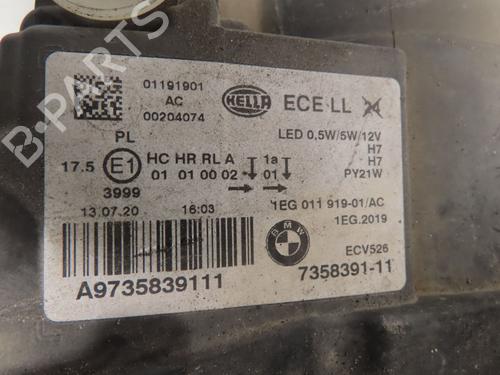 01191901
AC
00204074
HELLA
ECE LL
LED 0,5W/5W/12V
H7
H7
PY21W
PL
17.5 E1 HC HR RL A 1a
01 01 00 02 01
3999
13.07.20 16:03
1EG 011 919-01/AC
1EG.2019
BMW
ECV526
A9735839111
7358391-11
B-PARTS